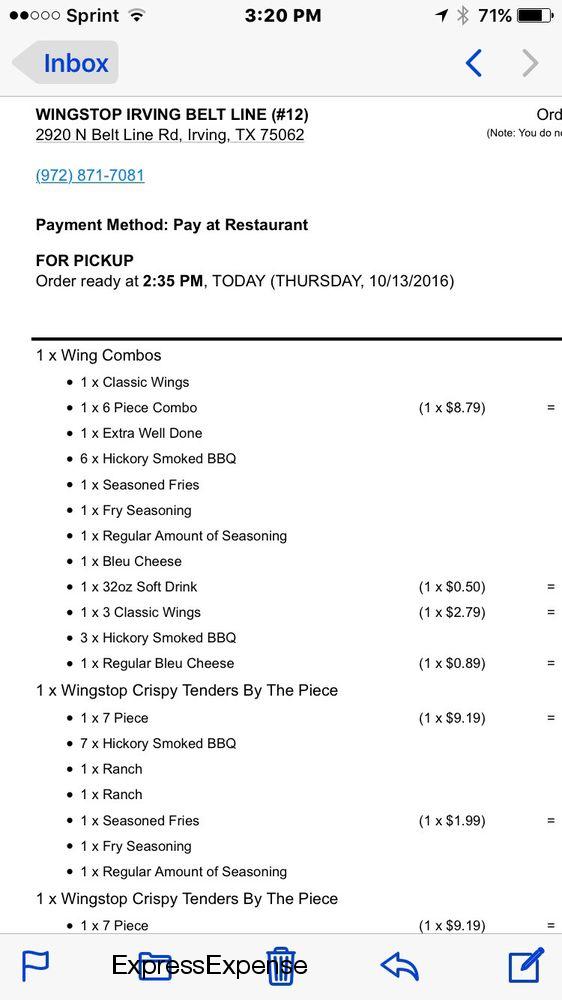 Sprint 3:20 PM 71%
Inbox
WINGSTOP IRVING BELT LINE (#12) Ord
2920 N Belt Line Rd, Irving, TX 75062 (Note: You do no
(972) 871-7081
Payment Method: Pay at Restaurant
FOR PICKUP
Order ready at 2:35 PM, TODAY (THURSDAY, 10/13/2016)
1 x Wing Combos
• 1 x Classic Wings
• 1 x 6 Piece Combo (1 x $8.79) =
• 1 x Extra Well Done
• 6 x Hickory Smoked BBQ
• 1 x Seasoned Fries
• 1 x Fry Seasoning
• 1 x Regular Amount of Seasoning
• 1 x Bleu Cheese
• 1 x 32oz Soft Drink (1 x $0.50) =
• 1 x 3 Classic Wings (1 x $2.79) =
• 3 x Hickory Smoked BBQ
• 1 x Regular Bleu Cheese (1 x $0.89) =
1 x Wingstop Crispy Tenders By The Piece
• 1 x 7 Piece (1 x $9.19) =
• 7 x Hickory Smoked BBQ
• 1 x Ranch
• 1 x Ranch
• 1 x Seasoned Fries (1 x $1.99) =
• 1 x Fry Seasoning
• 1 x Regular Amount of Seasoning
1 x Wingstop Crispy Tenders By The Piece
• 1 x 7 Piece (1 x $9.19) =
ExpressExpense